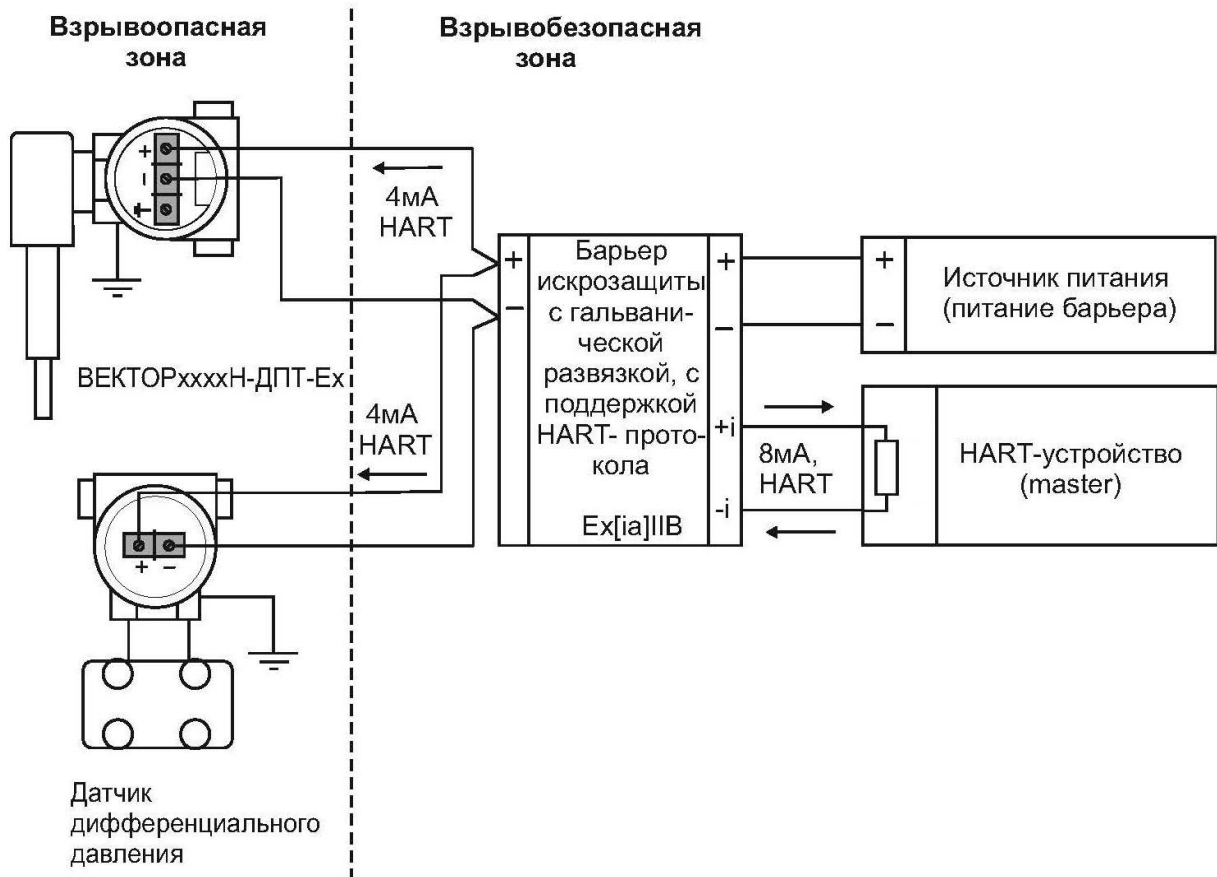 Взрывоопасная
зона
Взрывобезопасная
зона
+
−
4мА
HART
ВЕКТОРxxxxН-ДПТ-Ex
4мА
HART
+ −
Датчик
дифференциального
давления
+
−
Барьер
искрозащиты
с гальвани-
ческой
развязкой, с
поддержкой
HART- прото-
кола
Ex[ia]IIB
+
−
+i
-i
8мА,
HART
+
−
Источник питания
(питание барьера)
HART-устройство
(master)